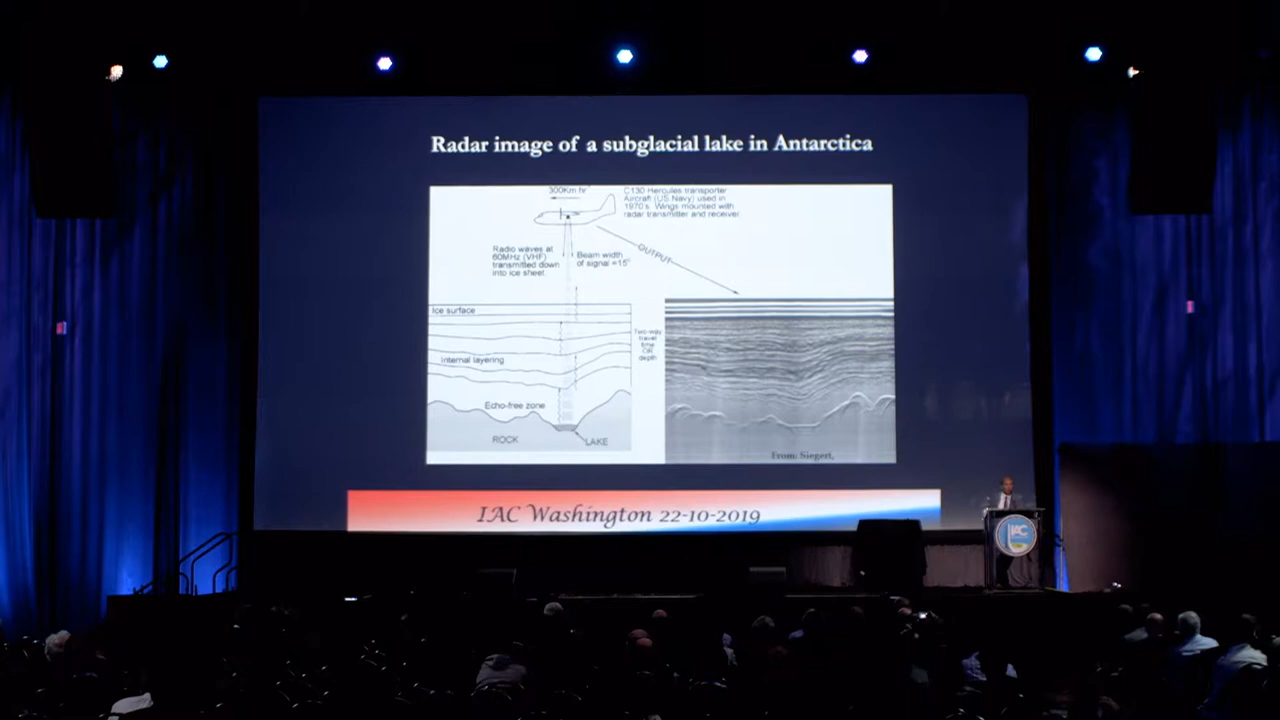 Radar image of a subglacial lake in Antarctica
300Km hr
C130 Hercules transporter
Aircraft (US Navy) used in
1970's. Wings mounted with
radar transmitter and receiver
Radio waves at
60MHz (VHF)
transmitted down
into ice sheet
Beam width
of signal =15°
OUTPUT
Ice surface
Two-way
travel
time
OR
depth
Internal layering
Echo-free zone
ROCK
LAKE
From: Siegert,
IAC Washington 22-10-2019
IAC